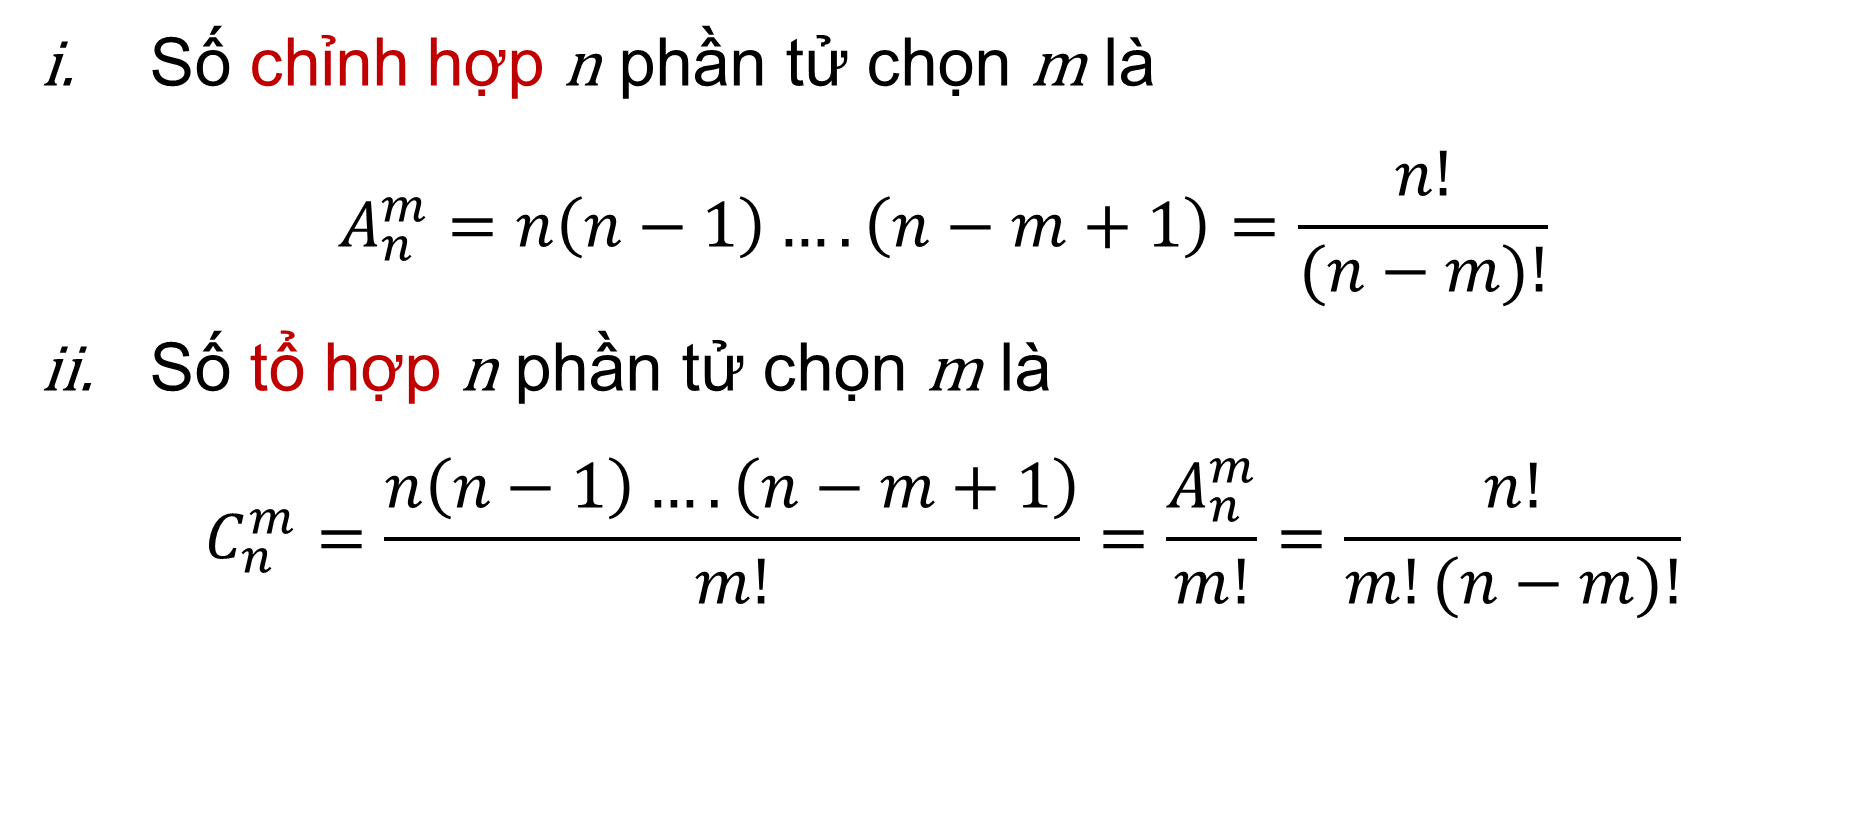 i. Số chỉnh hợp n phần tử chọn m là
A_n^m = n(n − 1) … . (n − m + 1) = n! / (n − m)!
ii. Số tổ hợp n phần tử chọn m là
C_n^m = n(n − 1) … . (n − m + 1) / m! = A_n^m / m! = n! / m! (n − m)!